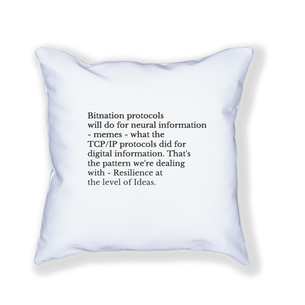 Bitnation protocols
will do for neural information
- memes - what the
TCP/IP protocols did for
digital information. That's
the pattern we're dealing
with - Resilience at
the level of Ideas.